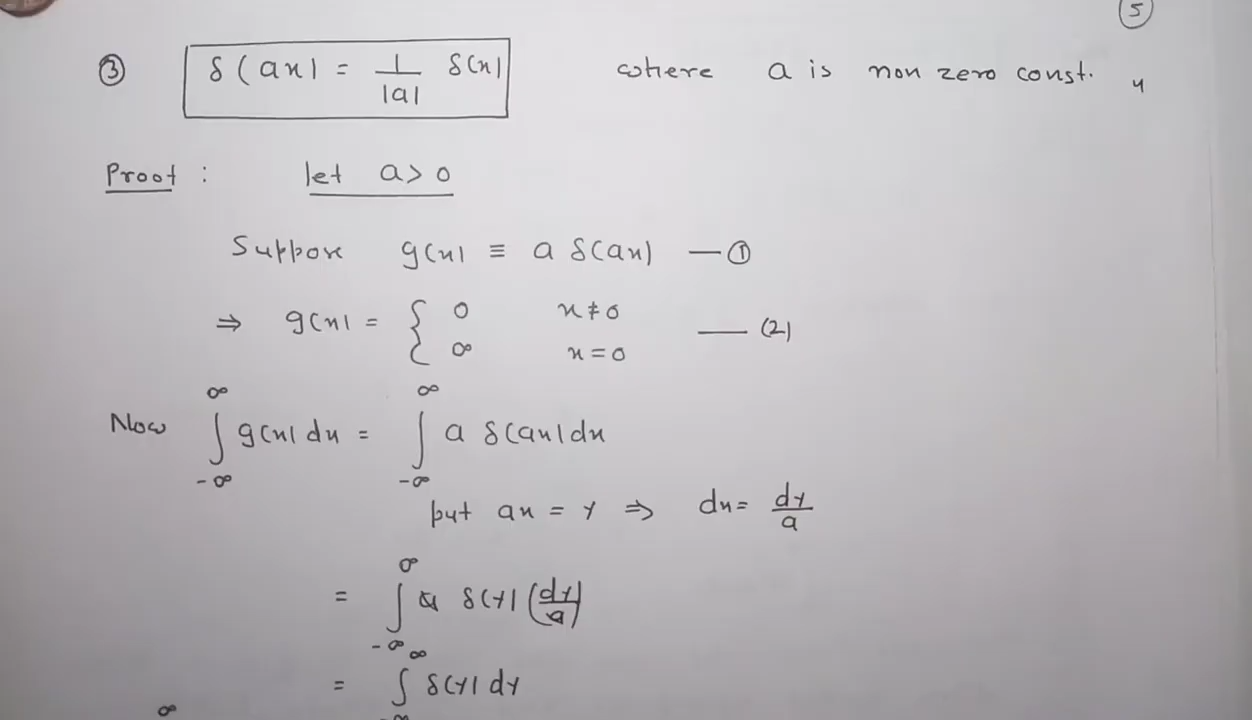 5
③ δ(ax) = 1/|a| δ(x) where a is non zero const. 4
Proof : let a > 0
Suppose g(x) ≡ a δ(ax) — ①
⇒ g(x) = { 0 x ≠ 0
∞ x = 0 — (2)
Now ∫_{-∞}^{∞} g(x) dx = ∫_{-∞}^{∞} a δ(ax) dx
put ax = y ⇒ dx = dy/a
= ∫_{-∞}^{∞} a δ(y) (dy/a)
= ∫_{-∞}^{∞} δ(y) dy
∞